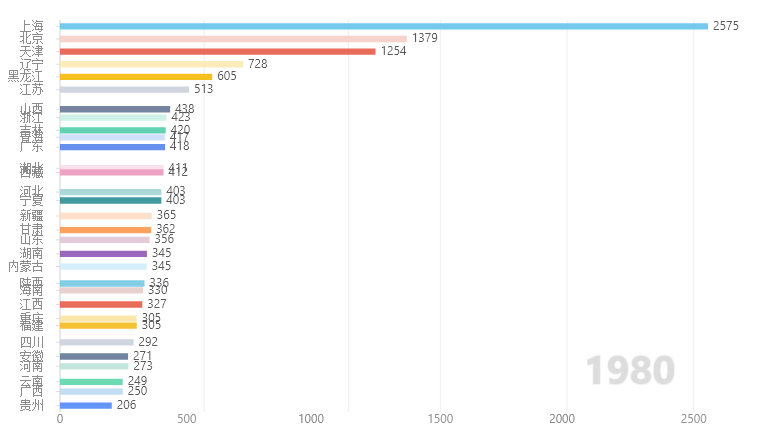 上海 2575
北京 1379
天津 1254
辽宁 728
黑龙江 605
江苏 513
山西 438
浙江 423
吉林 420
青海 417
广东 418
湖北 411
西藏 412
河北 403
宁夏 403
新疆 365
甘肃 362
山东 356
湖南 345
内蒙古 345
陕西 336
海南 330
江西 327
重庆 305
福建 305
四川 292
安徽 271
河南 273
云南 249
广西 250
贵州 206
1980
0 500 1000 1500 2000 2500